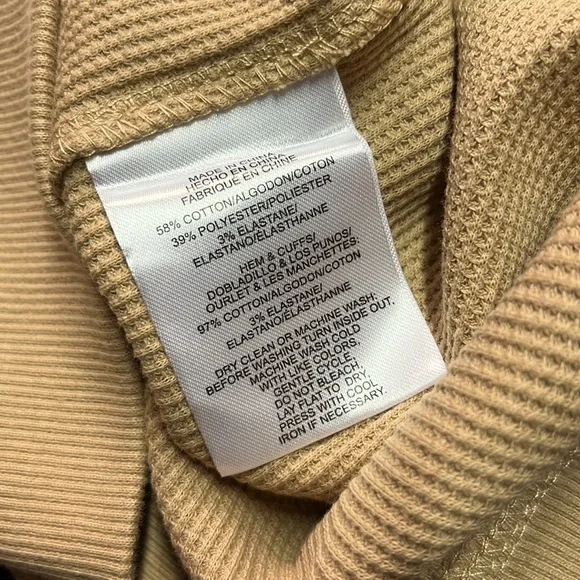 MADE IN CHINA/
HECHO EN CHINA/
FABRIQUE EN CHINE
58% COTTON/ALGODON/COTON
39% POLYESTER/POLIESTER
3% ELASTANE/
ELASTANO/ELASTHANNE
HEM & CUFFS/
DOBLADILLO & LOS PUNOS/
OURLET & LES MANCHETTES:
97% COTTON/ALGODON/COTON
3% ELASTANE/
ELASTANO/ELASTHANNE
DRY CLEAN OR MACHINE WASH.
BEFORE WASHING TURN INSIDE OUT.
MACHINE WASH COLD
WITH LIKE COLORS,
GENTLE CYCLE.
DO NOT BLEACH.
LAY FLAT TO DRY,
PRESS WITH COOL
IRON IF NECESSARY.